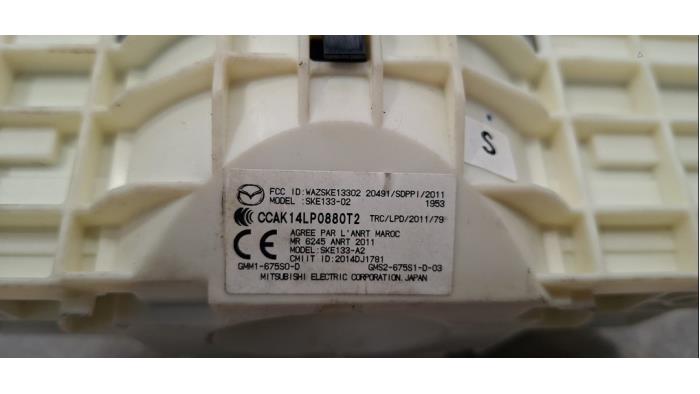 S
FCC ID:WAZSKE13302 20491/SDPPI/2011
MODEL :SKE133-02 1953
CCAK14LP0880T2 TRC/LPD/2011/79
CE AGREE PAR L'ANRT MAROC
MR 6245 ANRT 2011
MODEL:SKE133-A2
CMIIT ID:2014DJ1781
GMM1-675S0-D GMS2-675S1-D-03
MITSUBISHI ELECTRIC CORPORATION.JAPAN